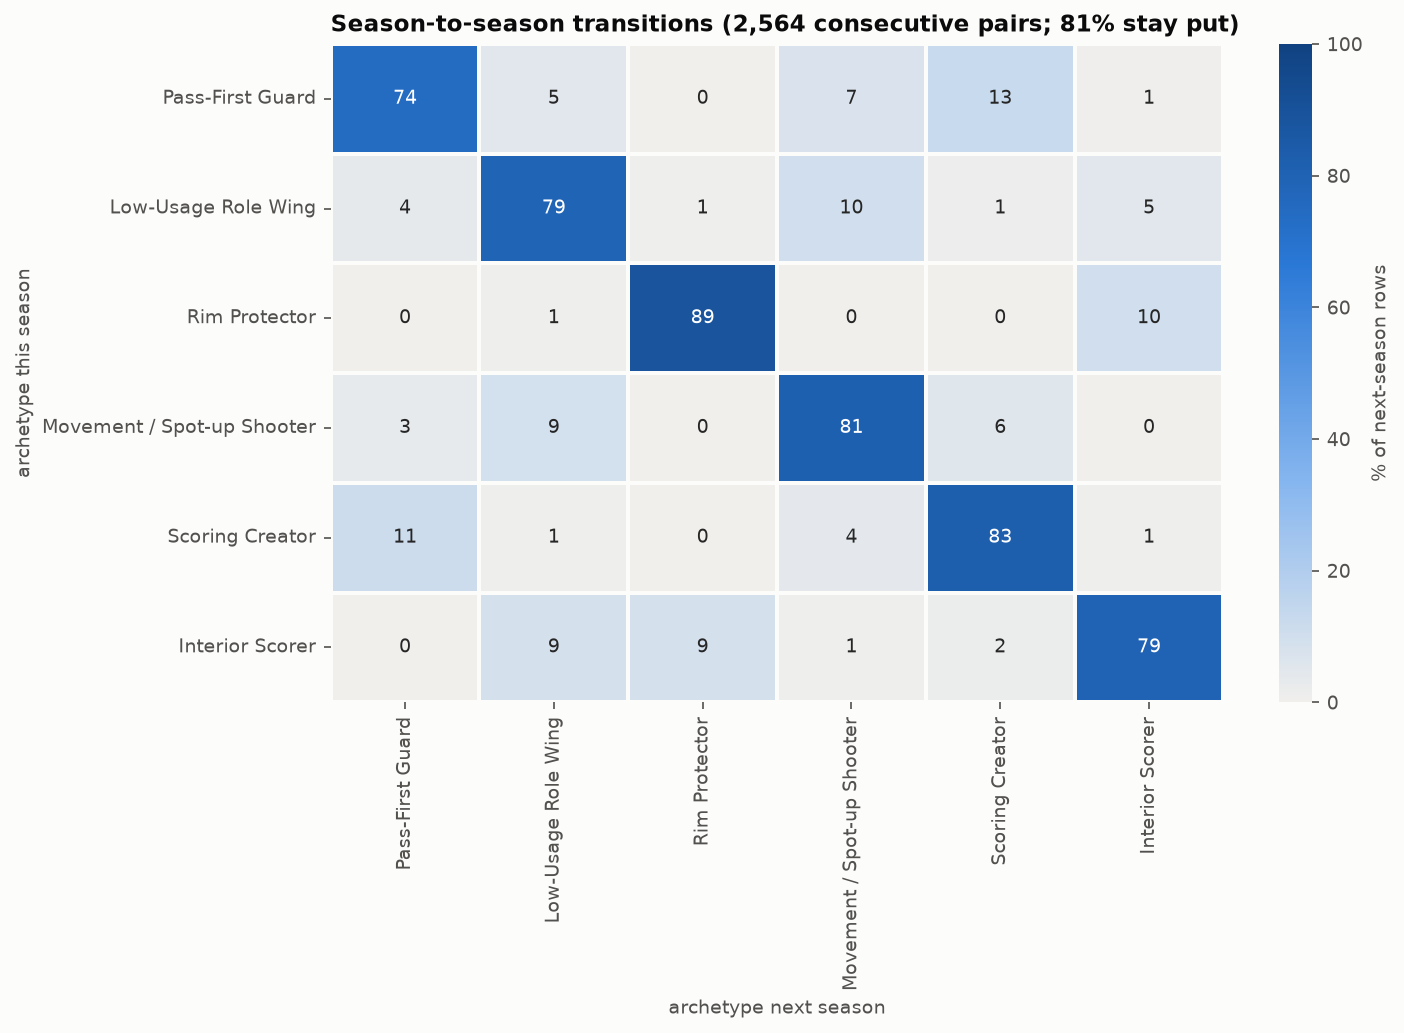 Season-to-season transitions (2,564 consecutive pairs; 81% stay put)
archetype this season
Pass-First Guard 74 5 0 7 13 1
Low-Usage Role Wing 4 79 1 10 1 5
Rim Protector 0 1 89 0 0 10
Movement / Spot-up Shooter 3 9 0 81 6 0
Scoring Creator 11 1 0 4 83 1
Interior Scorer 0 9 9 1 2 79
Pass-First Guard
Low-Usage Role Wing
Rim Protector
Movement / Spot-up Shooter
Scoring Creator
Interior Scorer
archetype next season
100
80
60
40
20
0
% of next-season rows